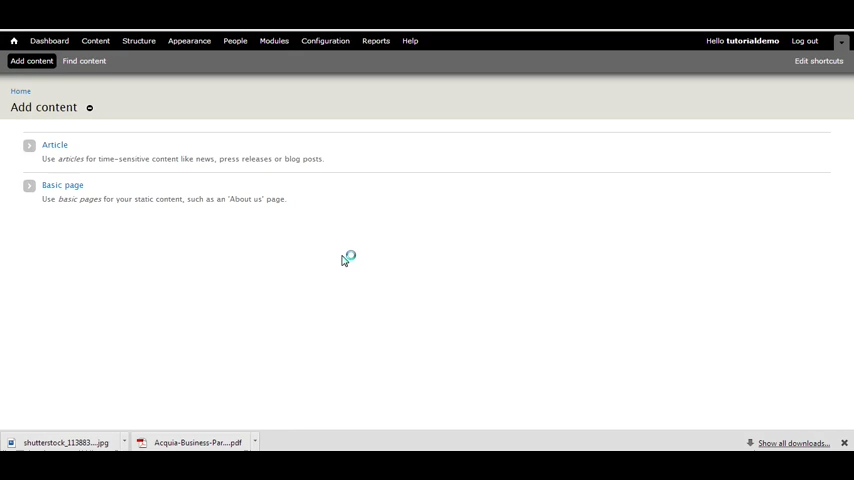 Dashboard Content Structure Appearance People Modules Configuration Reports Help Hello tutorialdemo Log out
Add content Find content Edit shortcuts
Home
Add content
Article
Use articles for time-sensitive content like news, press releases or blog posts.
Basic page
Use basic pages for your static content, such as an 'About us' page.
shutterstock_113883....jpg Acquia-Business-Par....pdf Show all downloads...